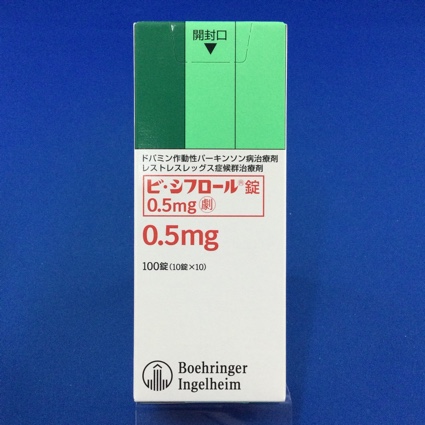 開封口
ドパミン作動性パーキンソン病治療剤
レストレスレッグス症候群治療剤
ビ・シフロール®錠
0.5mg 劇
0.5mg
100錠(10錠×10)
Boehringer
Ingelheim